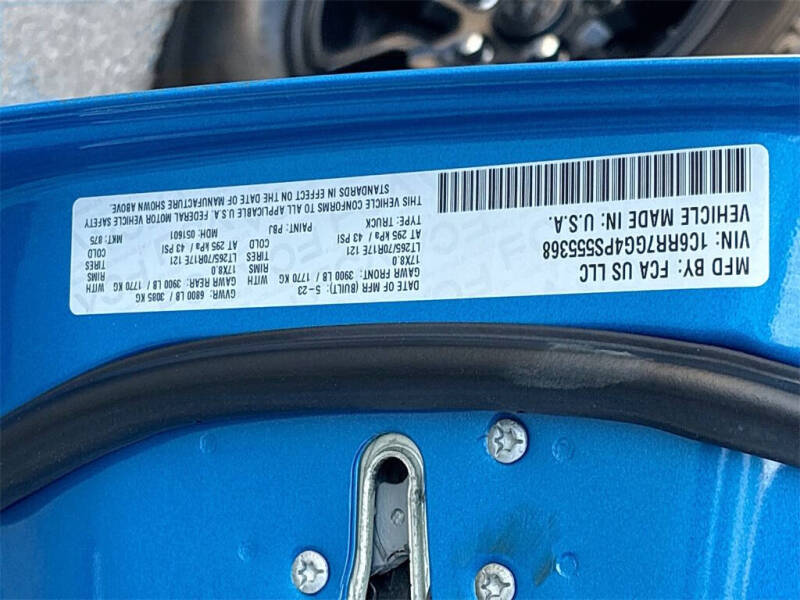 MFD BY: FCA US LLC
VIN: 1C6RR7GG4PS555368
VEHICLE MADE IN: U.S.A.
DATE OF MFR (BUILT): 5-23
GVWR: 6800 LB / 3085 KG
GAWR FRONT: 3900 LB / 1770 KG WITH
17X8.0 RIMS
LT265/70R17E 121 TIRES
AT 295 kPa / 43 PSI COLD
GAWR REAR: 3900 LB / 1770 KG WITH
17X8.0 RIMS
LT265/70R17E 121 TIRES
AT 295 kPa / 43 PSI COLD
TYPE: TRUCK
PAINT: PBJ
MDH: 051601
MKT: 875
THIS VEHICLE CONFORMS TO ALL APPLICABLE U.S.A. FEDERAL MOTOR VEHICLE SAFETY
STANDARDS IN EFFECT ON THE DATE OF MANUFACTURE SHOWN ABOVE.